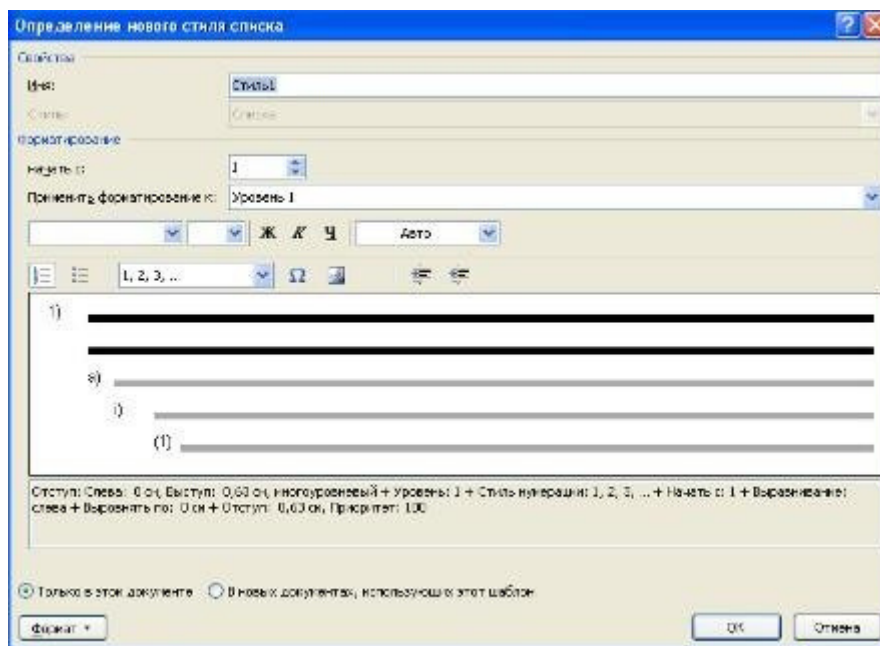 Определение нового стиля списка
Свойства
Имя: Стиль1
Стиль: Списка
Форматирование
Начать с: 1
Применить форматирование к: Уровень 1
Ж К Ч Авто
1, 2, 3, ... Ω
1)
a)
i)
(1)
Отступ: Слева: 0 см, Выступ: 0,63 см, многоуровневый + Уровень: 1 + Стиль нумерации: 1, 2, 3, ... + Начать с: 1 + Выравнивание:
слева + Выровнять по: 0 см + Отступ: 0,63 см, Приоритет: 100
Только в этом документе В новых документах, использующих этот шаблон
Формат ОК Отмена